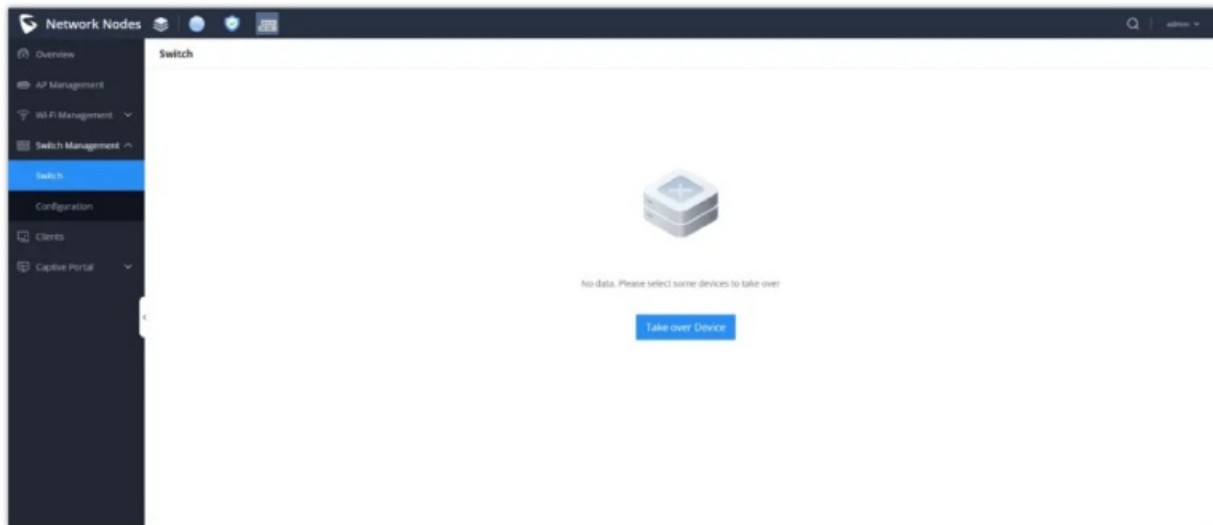 Network Nodes
admin
Overview
Switch
AP Management
Wi-Fi Management
Switch Management
Switch
Configuration
Clients
Captive Portal
No data. Please select some devices to take over
Take over Device